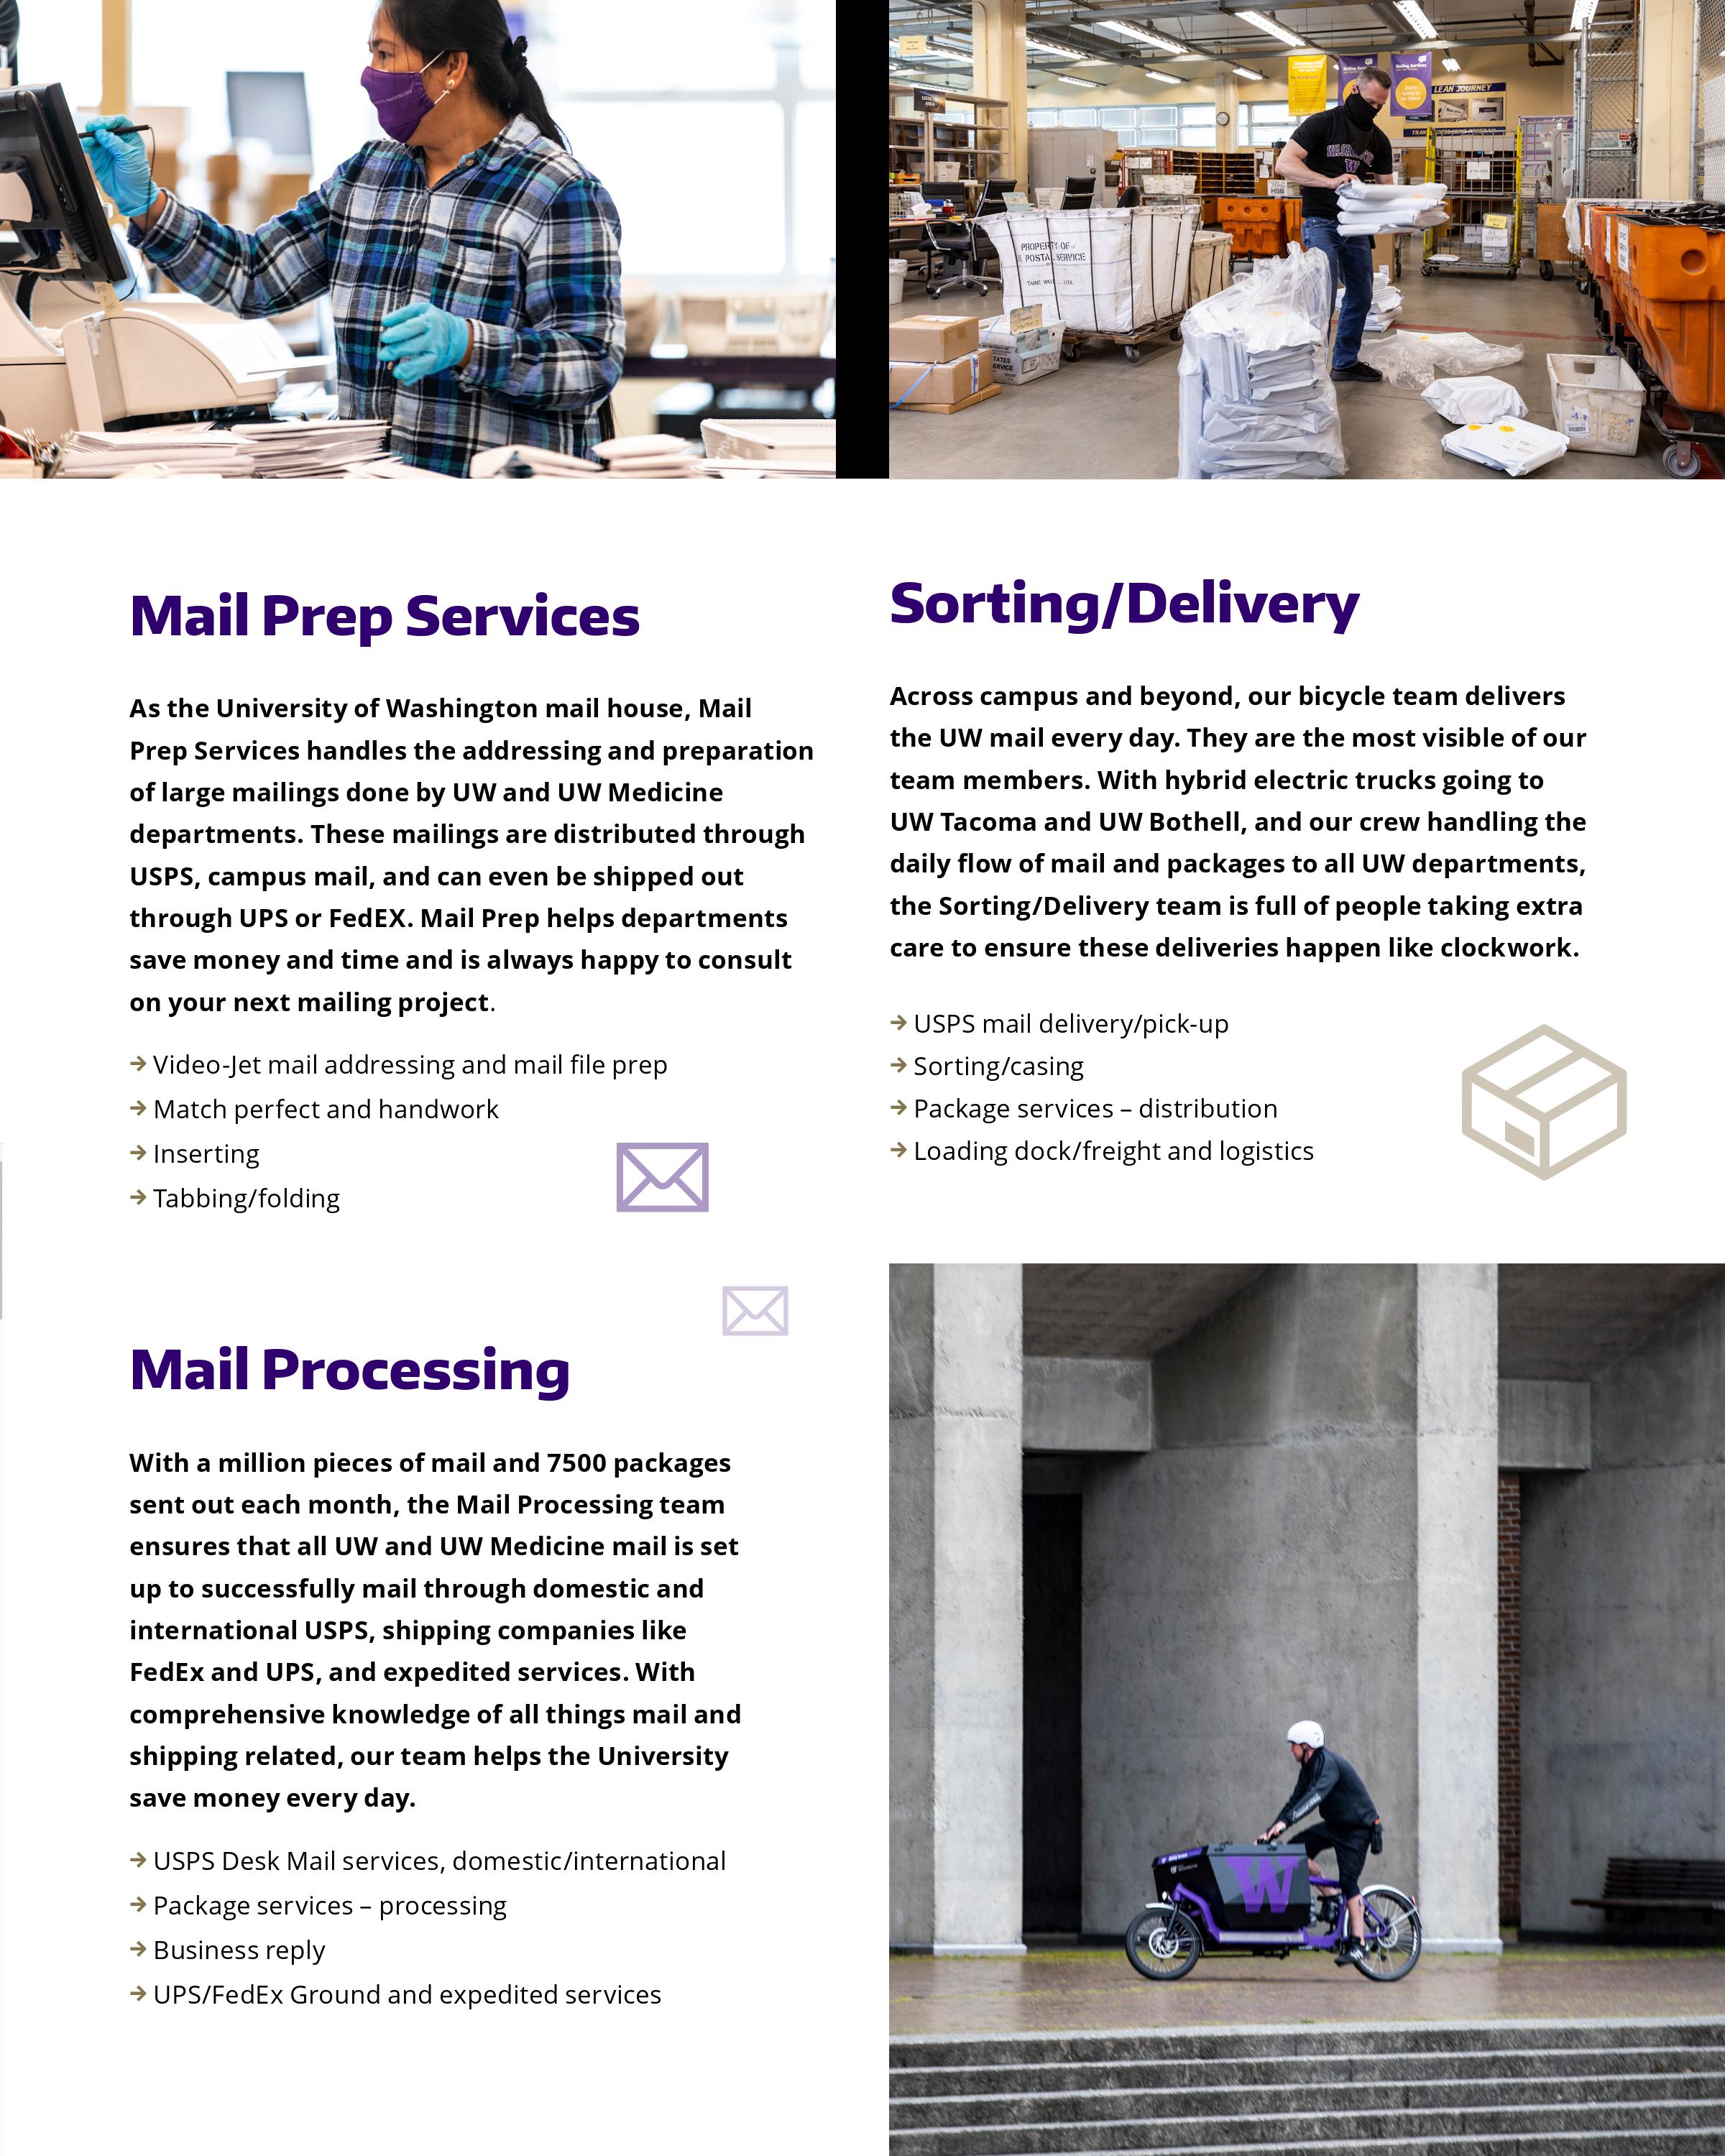 PROPERTY OF
POSTAL SERVICE
LEAN JOURNEY
HSB
W
Mail Prep Services
As the University of Washington mail house, Mail
Prep Services handles the addressing and preparation
of large mailings done by UW and UW Medicine
departments. These mailings are distributed through
USPS, campus mail, and can even be shipped out
through UPS or FedEX. Mail Prep helps departments
save money and time and is always happy to consult
on your next mailing project.
→ Video-Jet mail addressing and mail file prep
→ Match perfect and handwork
→ Inserting
→ Tabbing/folding
Mail Processing
With a million pieces of mail and 7500 packages
sent out each month, the Mail Processing team
ensures that all UW and UW Medicine mail is set
up to successfully mail through domestic and
international USPS, shipping companies like
FedEx and UPS, and expedited services. With
comprehensive knowledge of all things mail and
shipping related, our team helps the University
save money every day.
→ USPS Desk Mail services, domestic/international
→ Package services – processing
→ Business reply
→ UPS/FedEx Ground and expedited services
Sorting/Delivery
Across campus and beyond, our bicycle team delivers
the UW mail every day. They are the most visible of our
team members. With hybrid electric trucks going to
UW Tacoma and UW Bothell, and our crew handling the
daily flow of mail and packages to all UW departments,
the Sorting/Delivery team is full of people taking extra
care to ensure these deliveries happen like clockwork.
→ USPS mail delivery/pick-up
→ Sorting/casing
→ Package services – distribution
→ Loading dock/freight and logistics
W